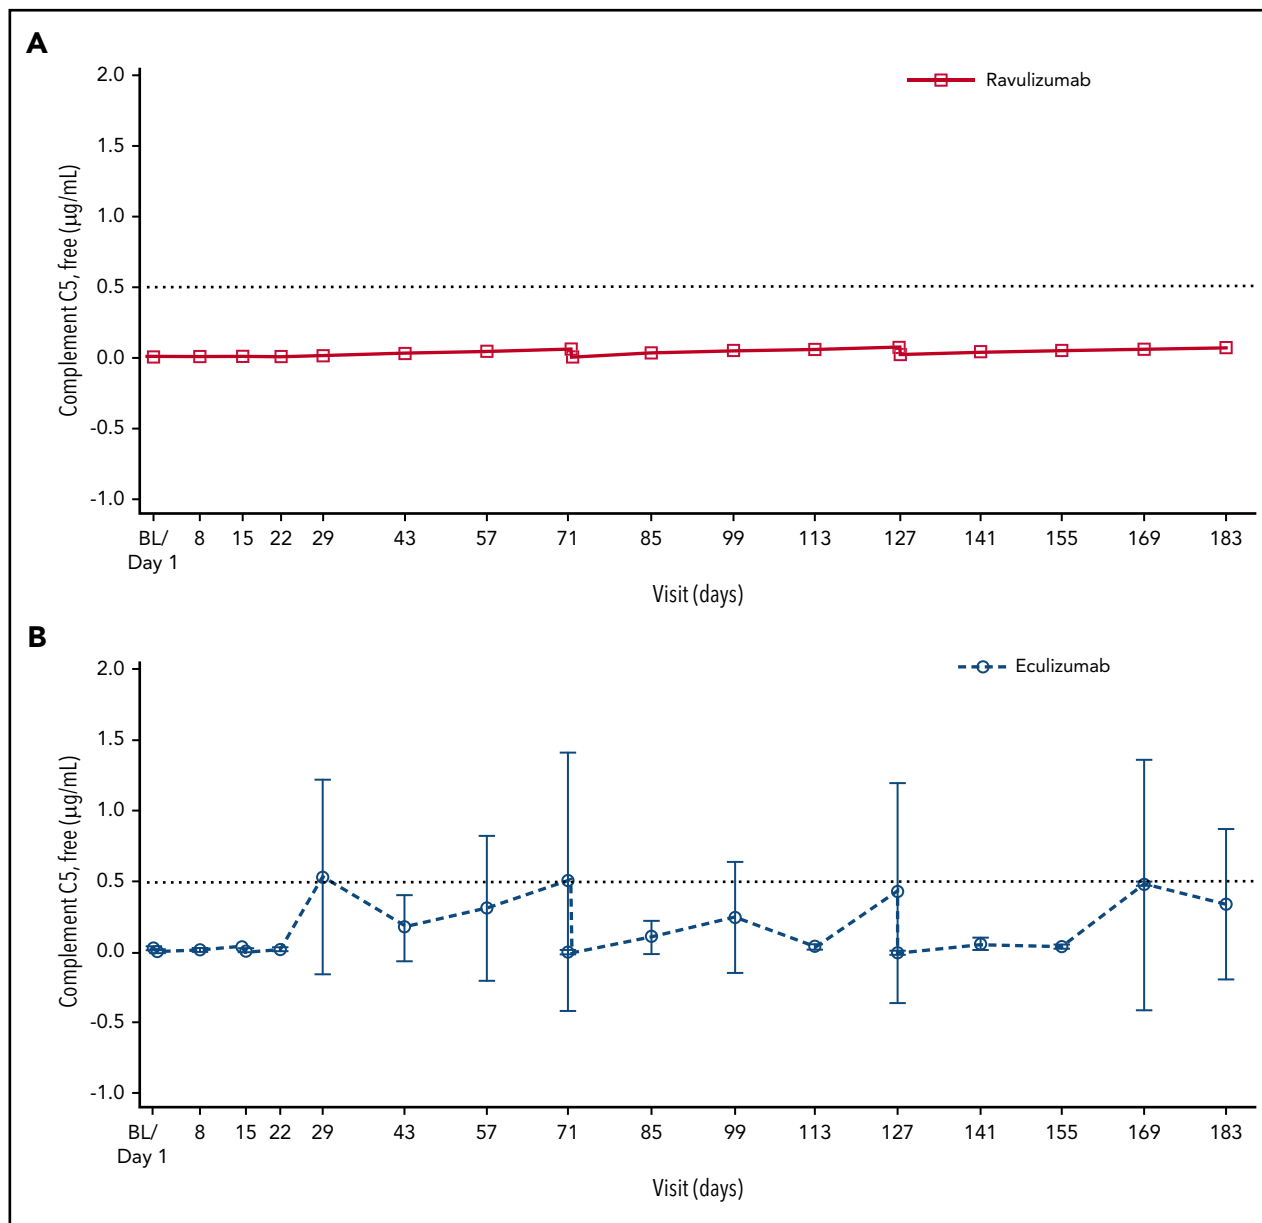 A
Ravulizumab
Complement C5, free (µg/mL)
2.0
1.5
1.0
0.5
0.0
-0.5
-1.0
BL/ 8 15 22 29 43 57 71 85 99 113 127 141 155 169 183
Day 1
Visit (days)
B
Eculizumab
Complement C5, free (µg/mL)
2.0
1.5
1.0
0.5
0.0
-0.5
-1.0
BL/ 8 15 22 29 43 57 71 85 99 113 127 141 155 169 183
Day 1
Visit (days)